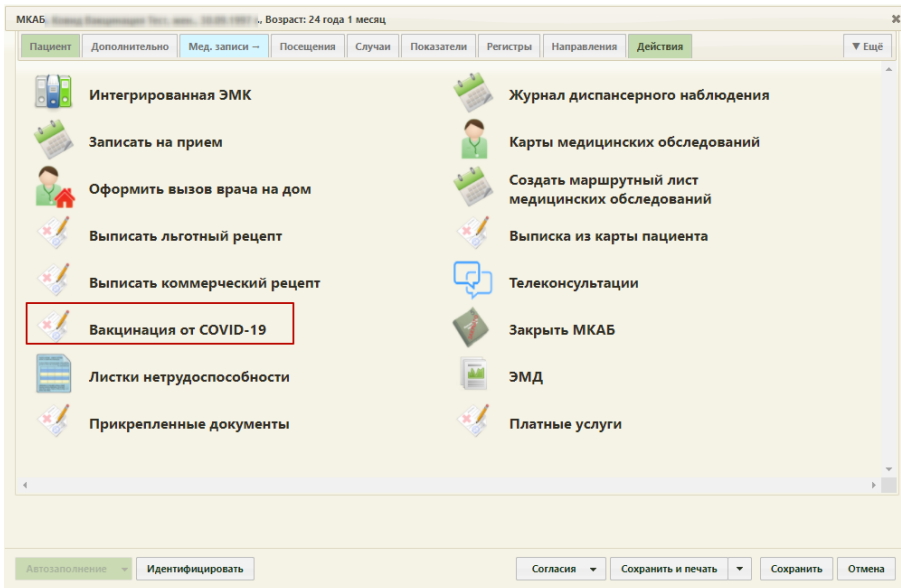 МКАБ
., Возраст: 24 года 1 месяц
Пациент Дополнительно Мед. записи → Посещения Случаи Показатели Регистры Направления Действия ▼ Ещё
Интегрированная ЭМК
Записать на прием
Оформить вызов врача на дом
Выписать льготный рецепт
Выписать коммерческий рецепт
Вакцинация от COVID-19
Листки нетрудоспособности
Прикрепленные документы
Журнал диспансерного наблюдения
Карты медицинских обследований
Создать маршрутный лист
медицинских обследований
Выписка из карты пациента
Телеконсультации
Закрыть МКАБ
ЭМД
Платные услуги
Автозаполнение Идентифицировать Согласия Сохранить и печать Сохранить Отмена